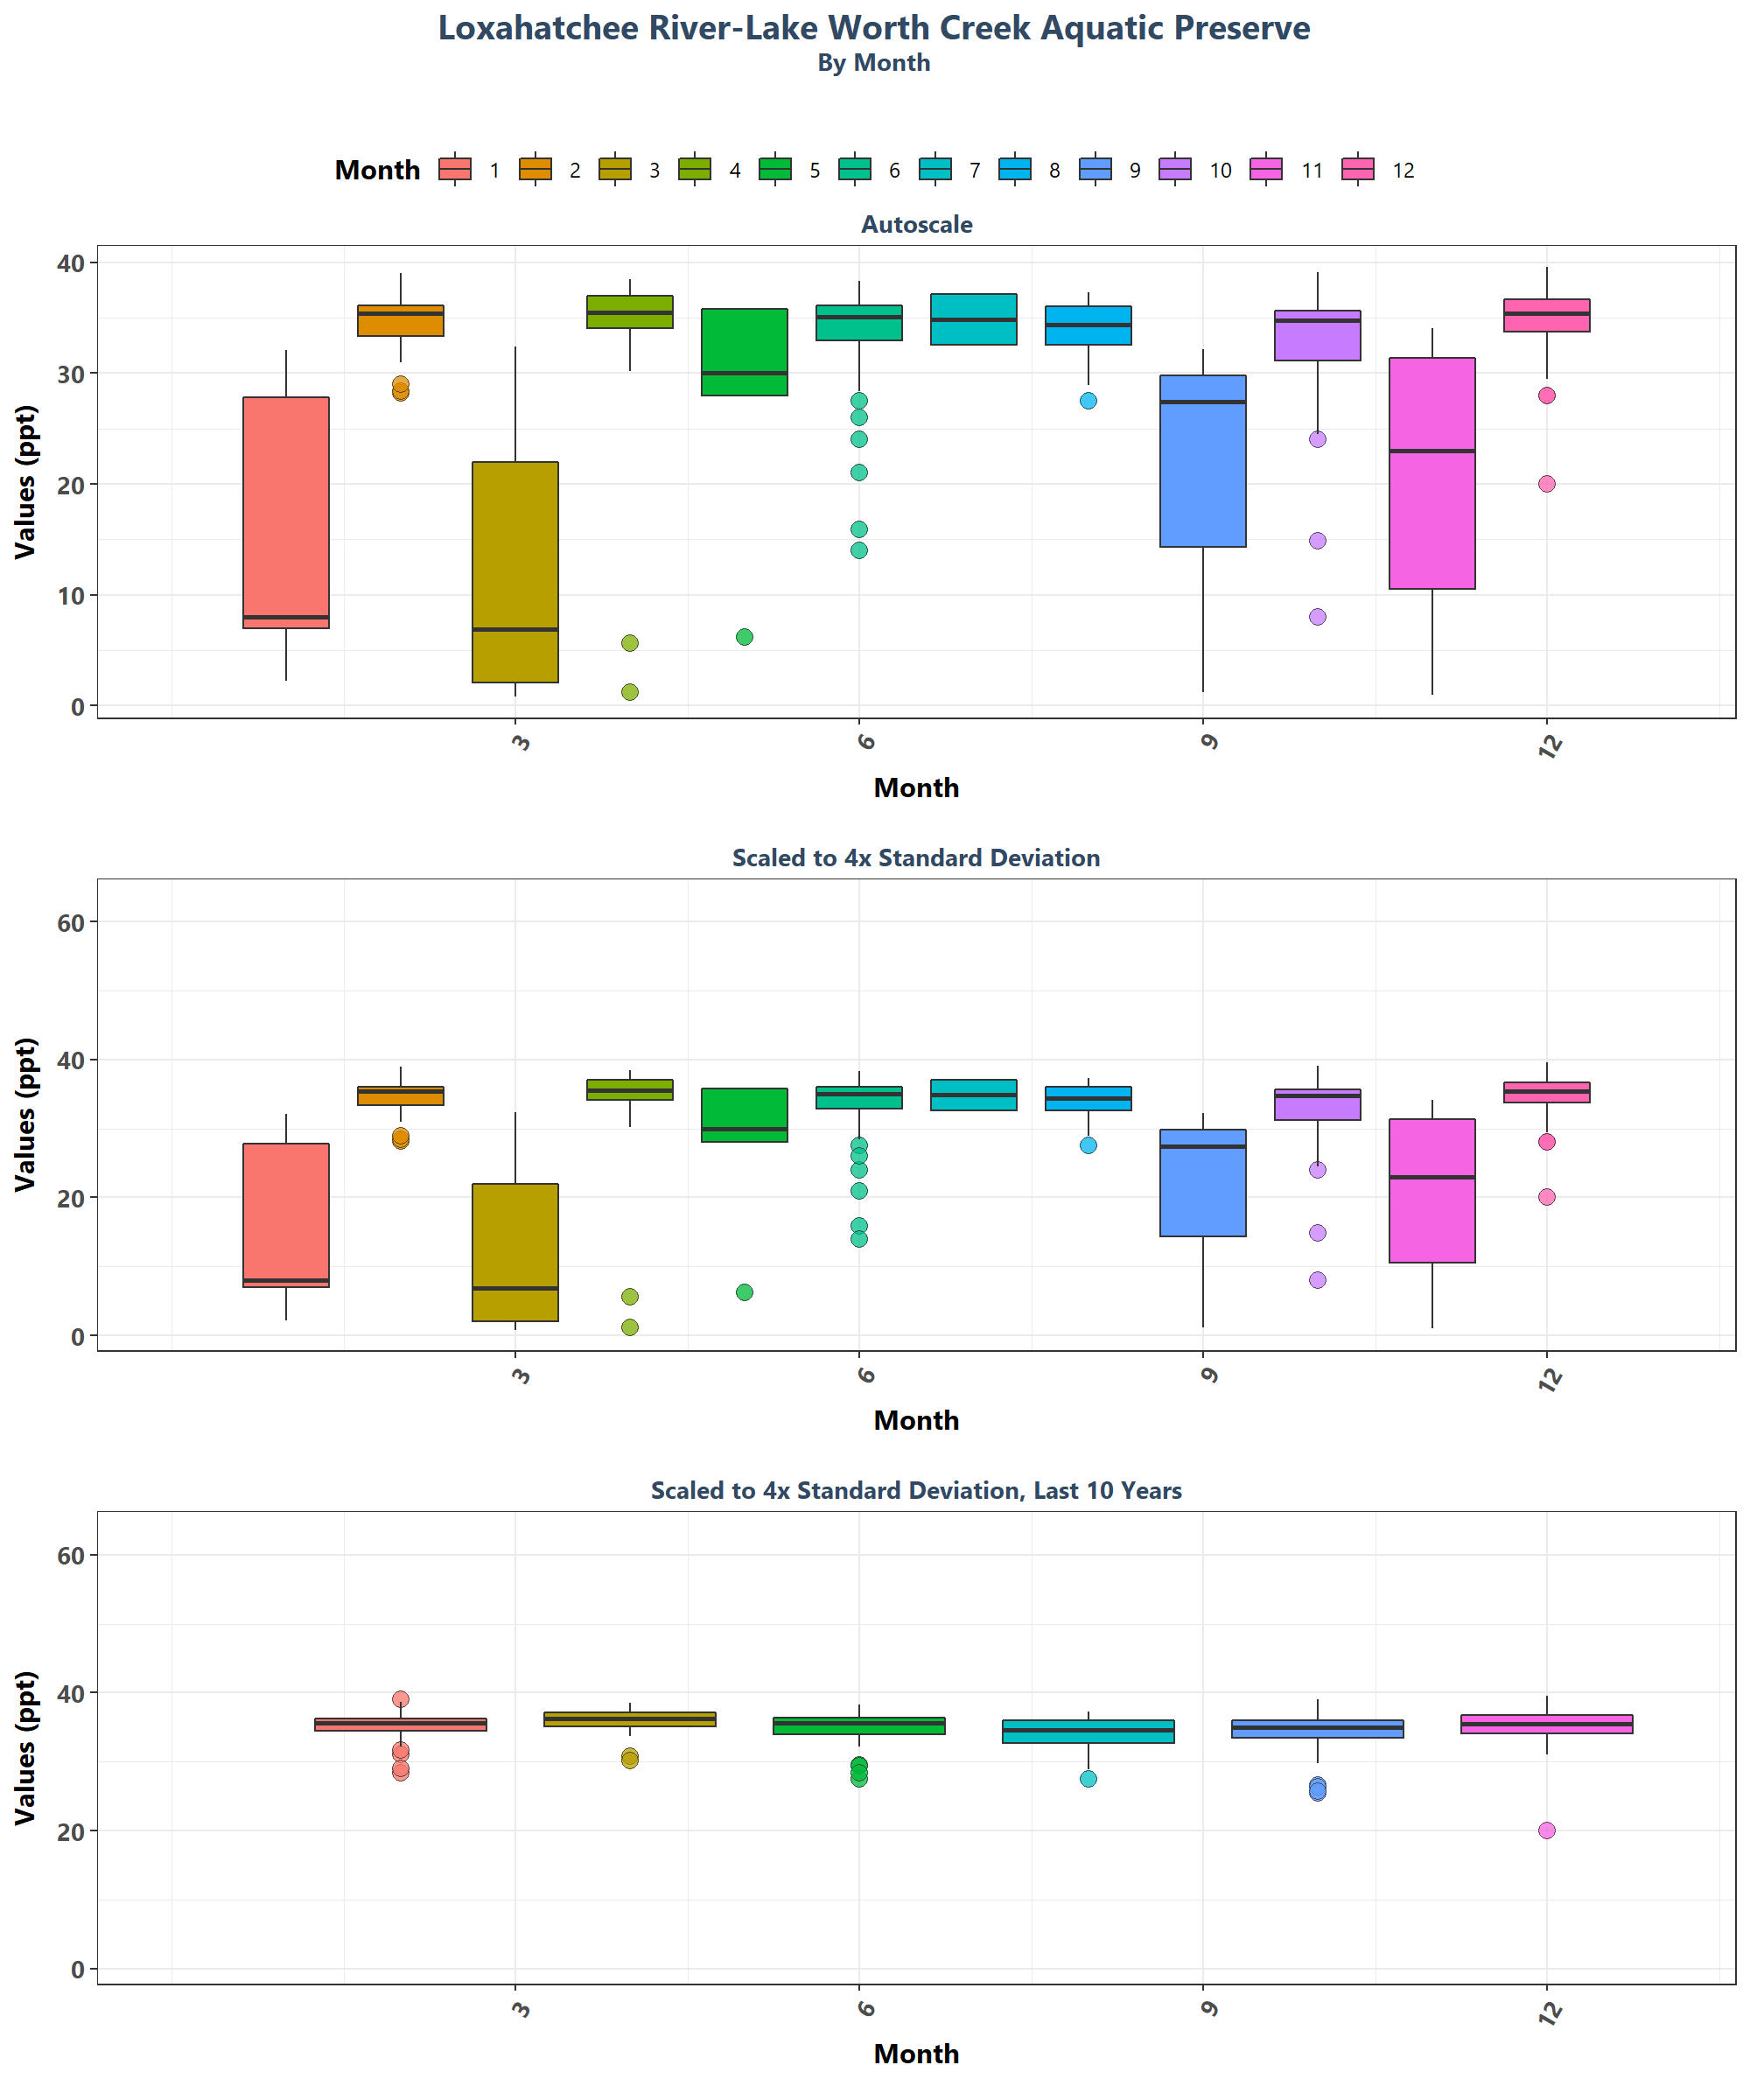 Loxahatchee River-Lake Worth Creek Aquatic Preserve
By Month
Month 1 2 3 4 5 6 7 8 9 10 11 12
Autoscale
Values (ppt)
40
30
20
10
0
3 6 9 12
Month
Scaled to 4x Standard Deviation
Values (ppt)
60
40
20
0
3 6 9 12
Month
Scaled to 4x Standard Deviation, Last 10 Years
Values (ppt)
60
40
20
0
3 6 9 12
Month